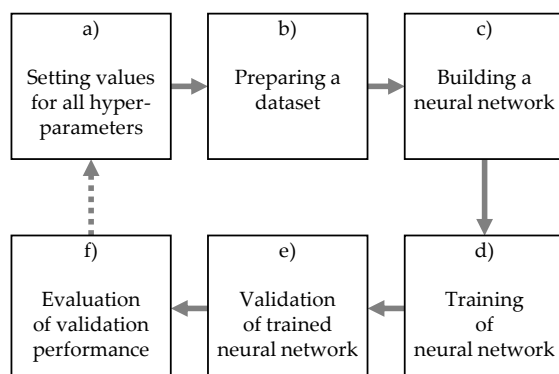 a)
Setting values
for all hyper-
parameters
b)
Preparing a
dataset
c)
Building a
neural network
d)
Training
of
neural network
e)
Validation
of trained
neural network
f)
Evaluation
of validation
performance